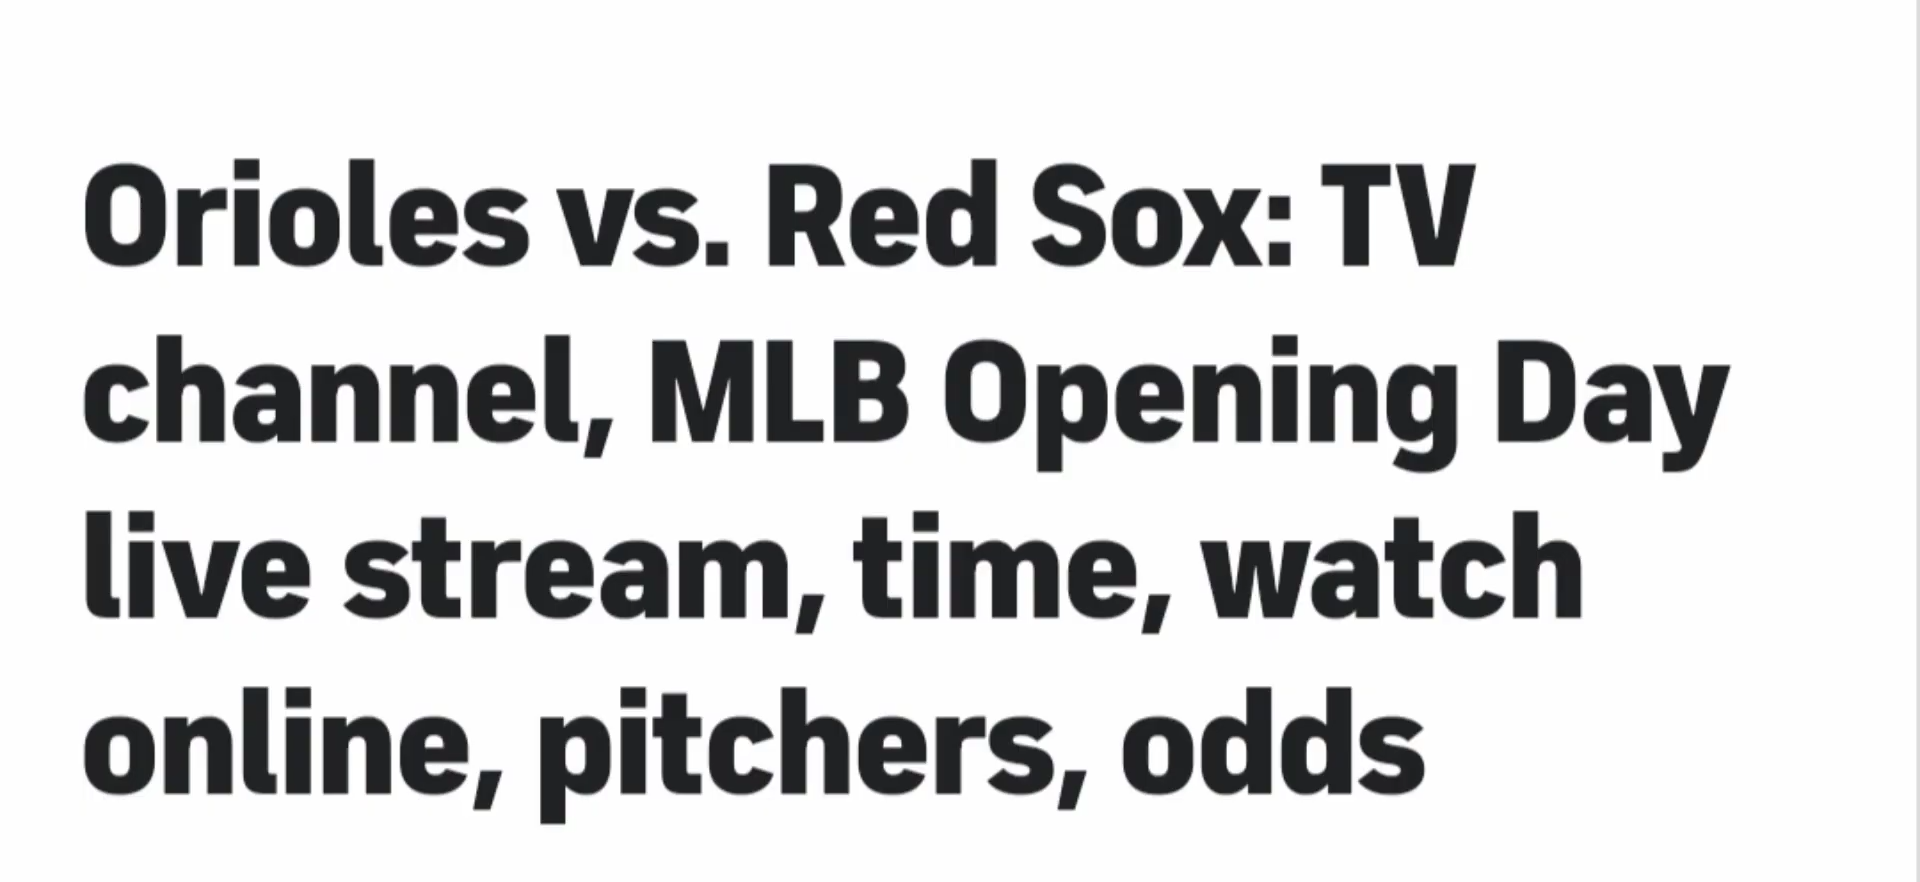 Orioles vs. Red Sox: TV
channel, MLB Opening Day
live stream, time, watch
online, pitchers, odds